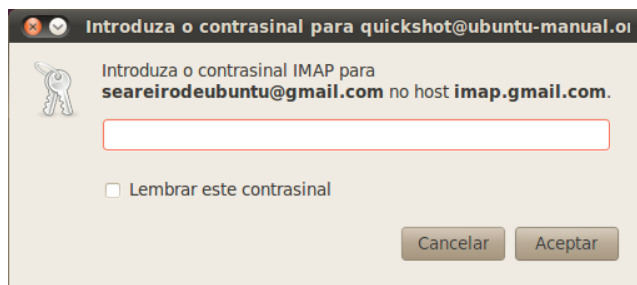 Introduza o contrasinal para quickshot@ubuntu-manual.or
Introduza o contrasinal IMAP para
seareirodeubuntu@gmail.com no host imap.gmail.com.
Lembrar este contrasinal
Cancelar Aceptar